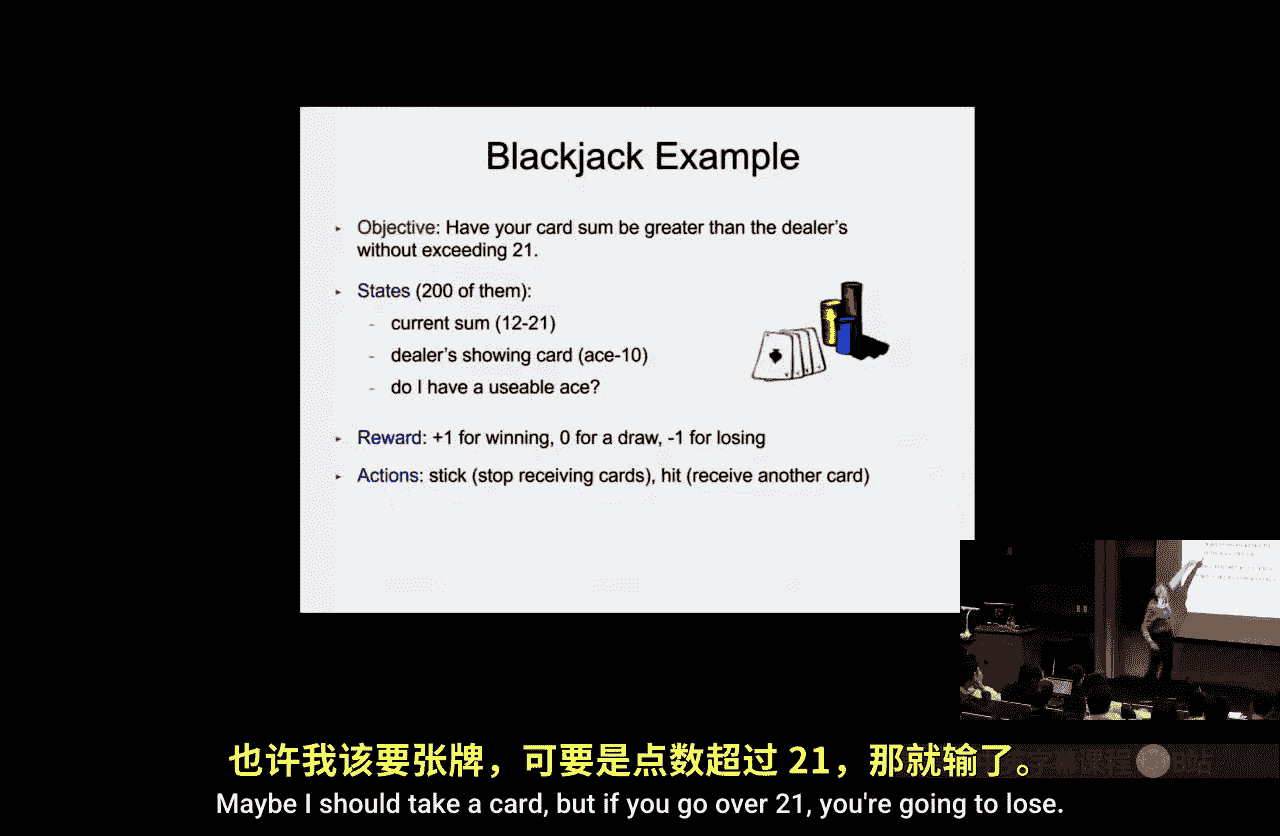 Blackjack Example
▸ Objective: Have your card sum be greater than the dealer's
without exceeding 21.
▸ States (200 of them):
- current sum (12-21)
- dealer's showing card (ace-10)
- do I have a useable ace?
▸ Reward: +1 for winning, 0 for a draw, -1 for losing
▸ Actions: stick (stop receiving cards), hit (receive another card)
也许我该要张牌，可要是点数超过 21，那就输了。
Maybe I should take a card, but if you go over 21, you're going to lose.